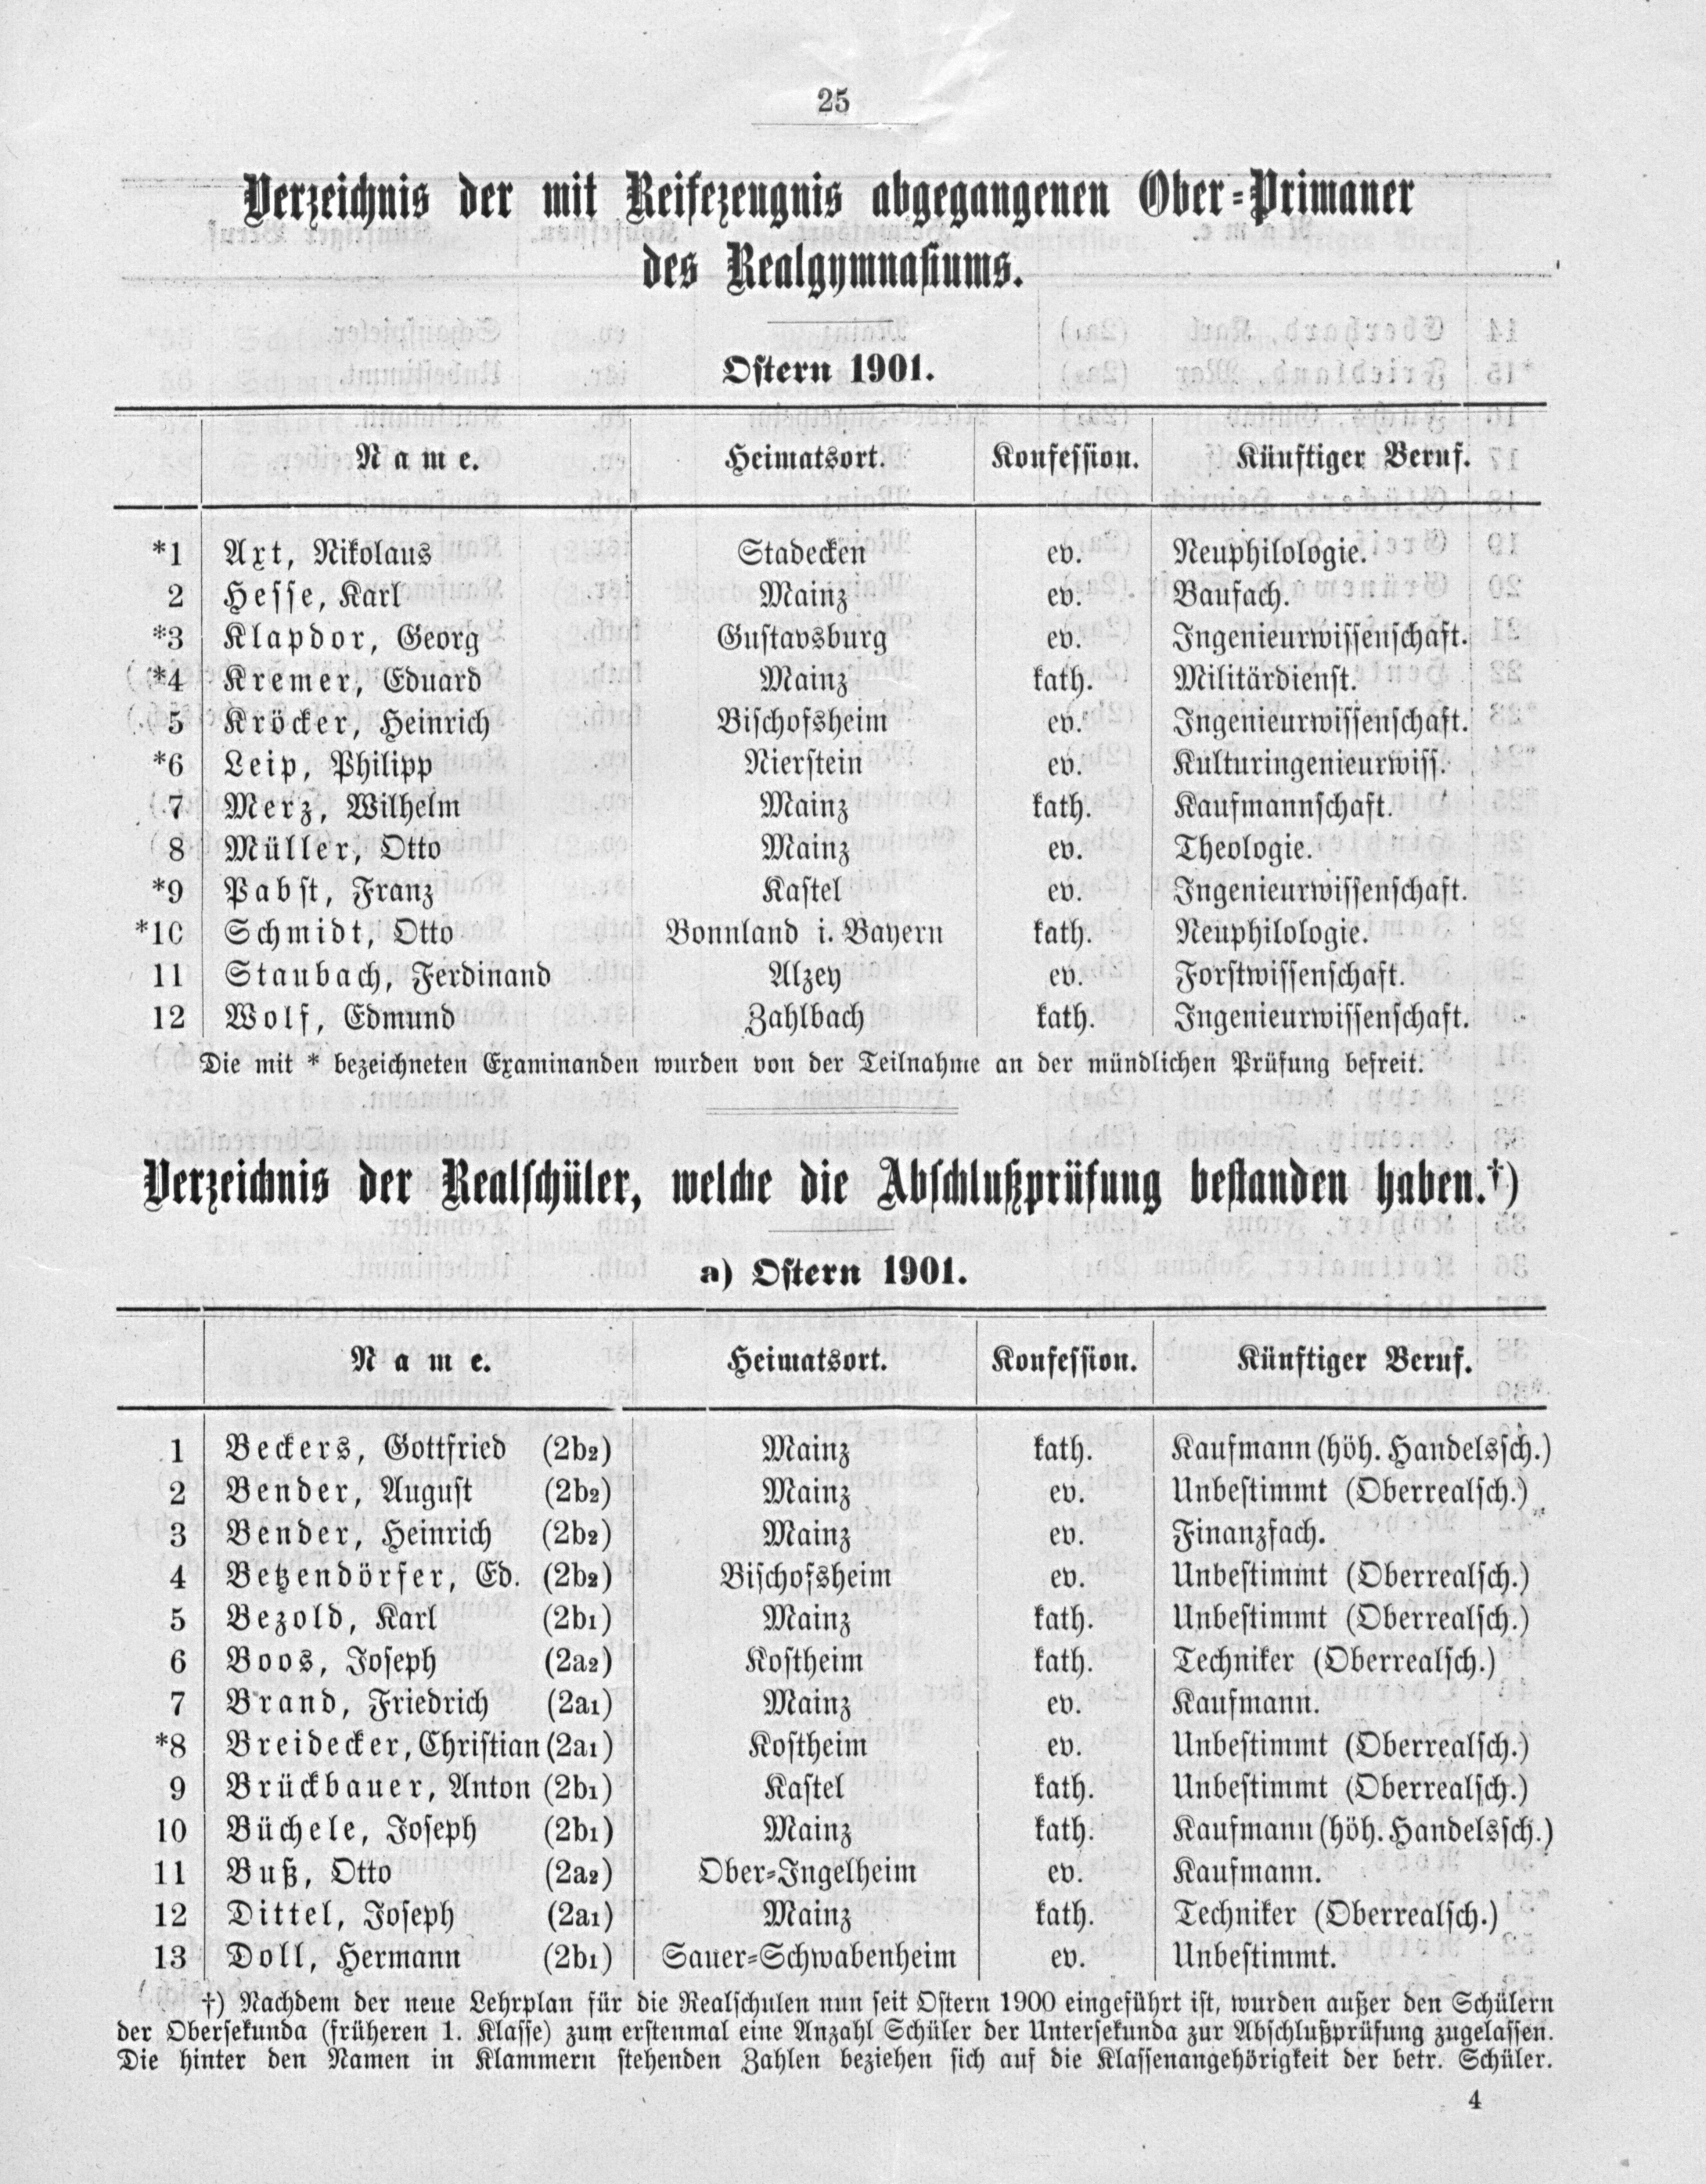 25
Verzeichnis der mit Reifezeugnis abgegangenen Ober-Primaner
des Realgymnasiums.
Ostern 1901.
Name. Heimatsort. Konfession. Künftiger Beruf.
*1 Axt, Nikolaus Stadecken ev. Neuphilologie.
2 Hesse, Karl Mainz ev. Baufach.
*3 Klapdor, Georg Gustavsburg ev. Ingenieurwissenschaft.
*4 Kremer, Eduard Mainz kath. Militärdienst.
5 Kröcker, Heinrich Bischofsheim ev. Ingenieurwissenschaft.
*6 Leip, Philipp Nierstein ev. Kulturingenieurwiss.
7 Merz, Wilhelm Mainz kath. Kaufmannschaft.
8 Müller, Otto Mainz ev. Theologie.
*9 Pabst, Franz Kastel ev. Ingenieurwissenschaft.
*10 Schmidt, Otto Bonnland i. Bayern kath. Neuphilologie.
11 Staubach, Ferdinand Alzey ev. Forstwissenschaft.
12 Wolf, Edmund Zahlbach kath. Ingenieurwissenschaft.
Die mit * bezeichneten Examinanden wurden von der Teilnahme an der mündlichen Prüfung befreit.
Verzeichnis der Realschüler, welche die Abschlußprüfung bestanden haben.†)
a) Ostern 1901.
Name. Heimatsort. Konfession. Künftiger Beruf.
1 Beckers, Gottfried (2b2) Mainz kath. Kaufmann (höh. Handelssch.)
2 Bender, August (2b2) Mainz ev. Unbestimmt (Oberrealsch.)
3 Bender, Heinrich (2b2) Mainz ev. Finanzfach.
4 Betzendörfer, Ed. (2b2) Bischofsheim ev. Unbestimmt (Oberrealsch.)
5 Bezold, Karl (2b1) Mainz kath. Unbestimmt (Oberrealsch.)
6 Boos, Joseph (2a2) Kostheim kath. Techniker (Oberrealsch.)
7 Brand, Friedrich (2a1) Mainz ev. Kaufmann.
*8 Breidecker, Christian (2a1) Kostheim ev. Unbestimmt (Oberrealsch.)
9 Brückbauer, Anton (2b1) Kastel kath. Unbestimmt (Oberrealsch.)
10 Büchele, Joseph (2b1) Mainz kath. Kaufmann (höh. Handelssch.)
11 Buß, Otto (2a2) Ober-Ingelheim ev. Kaufmann.
12 Dittel, Joseph (2a1) Mainz kath. Techniker (Oberrealsch.)
13 Doll, Hermann (2b1) Sauer-Schwabenheim ev. Unbestimmt.
†) Nachdem der neue Lehrplan für die Realschulen nun seit Ostern 1900 eingeführt ist, wurden außer den Schülern
der Obersekunda (früheren 1. Klasse) zum erstenmal eine Anzahl Schüler der Untersekunda zur Abschlußprüfung zugelassen.
Die hinter den Namen in Klammern stehenden Zahlen beziehen sich auf die Klassenangehörigkeit der betr. Schüler.
4